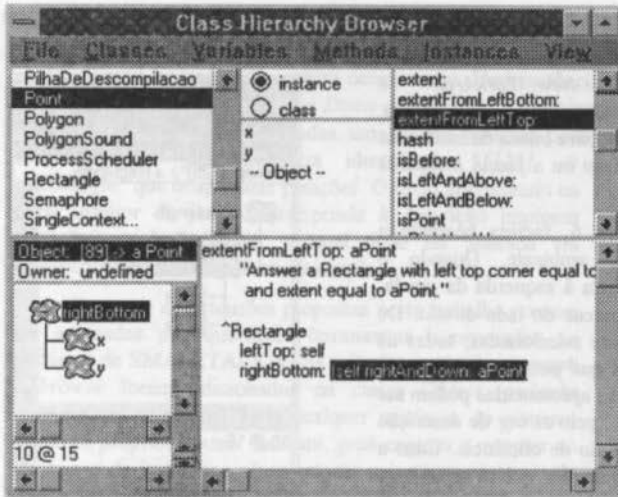 Class Hierarchy Browser
File Classes Variables Methods Instances View
PilhaDeDescompilacao
Point
Polygon
PolygonSound
ProcessScheduler
Rectangle
Semaphore
SingleContext...
instance
class
x
y
-- Object --
extent:
extentFromLeftBottom:
extentFromLeftTop:
hash
isBefore:
isLeftAndAbove:
isLeftAndBelow:
isPoint
Object: [89] -> a Point
Owner: undefined
rightBottom
x
y
10 @ 15
extentFromLeftTop: aPoint
"Answer a Rectangle with left top corner equal to
and extent equal to aPoint."
^Rectangle
leftTop: self
rightBottom: (self rightAndDown: aPoint)